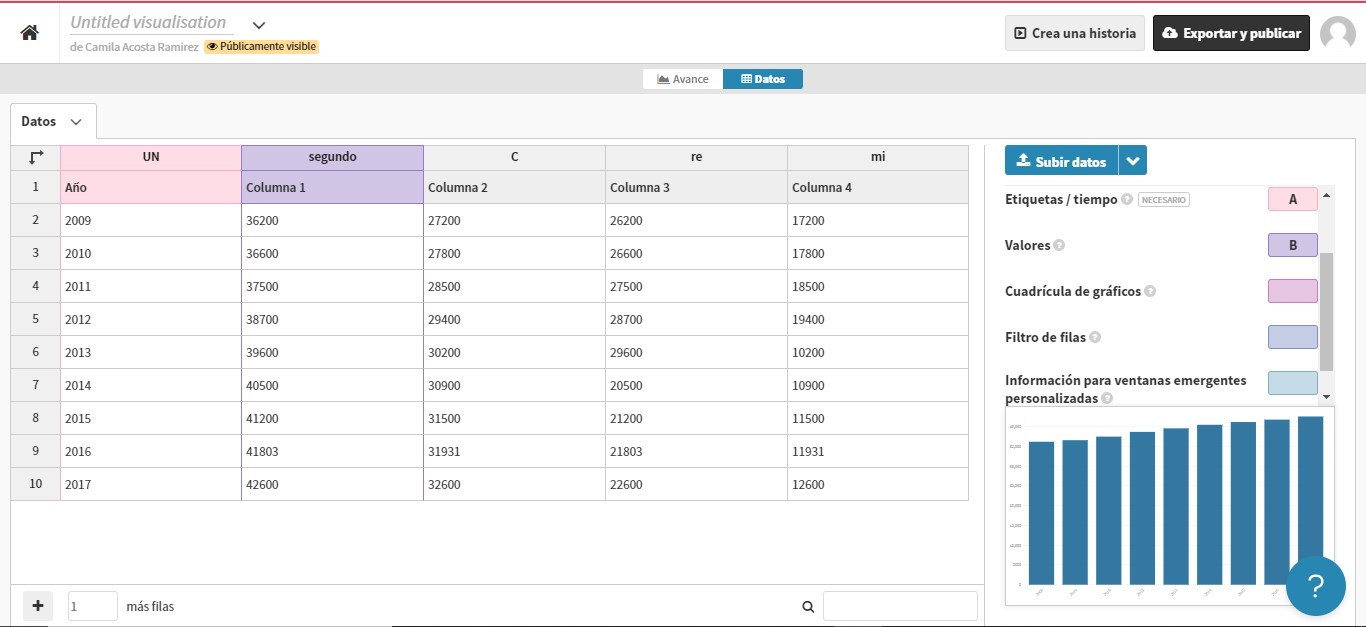 Untitled visualisation
de Camila Acosta Ramirez Públicamente visible
Crea una historia
Exportar y publicar
Avance Datos
Datos
UN segundo C re mi
1 Año Columna 1 Columna 2 Columna 3 Columna 4
2 2009 36200 27200 26200 17200
3 2010 36600 27800 26600 17800
4 2011 37500 28500 27500 18500
5 2012 38700 29400 28700 19400
6 2013 39600 30200 29600 10200
7 2014 40500 30900 20500 10900
8 2015 41200 31500 21200 11500
9 2016 41803 31931 21803 11931
10 2017 42600 32600 22600 12600
1 más filas
Subir datos
Etiquetas / tiempo ? NECESARIO A
Valores ? B
Cuadrícula de gráficos ?
Filtro de filas ?
Información para ventanas emergentes
personalizadas ?
?